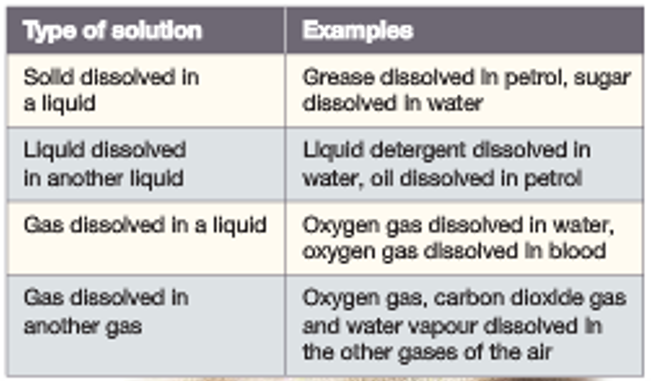 Type of solution
Examples
Solid dissolved in
a liquid
Grease dissolved in petrol, sugar
dissolved in water
Liquid dissolved
in another liquid
Liquid detergent dissolved in
water, oil dissolved in petrol
Gas dissolved in a liquid
Oxygen gas dissolved in water,
oxygen gas dissolved in blood
Gas dissolved in
another gas
Oxygen gas, carbon dioxide gas
and water vapour dissolved in
the other gases of the air